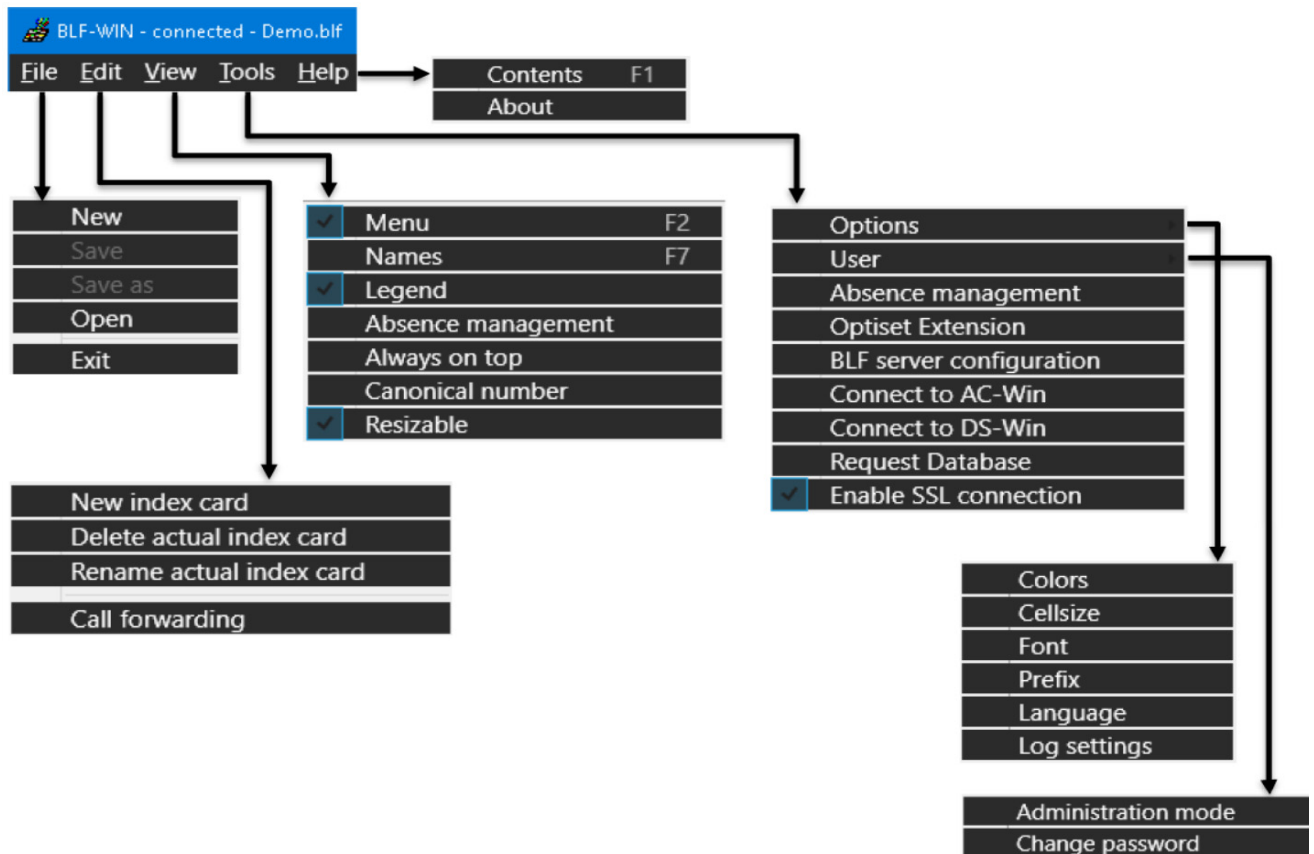 BLF-WIN - connected - Demo.blf
File Edit View Tools Help
Contents F1
About
New
Save
Save as
Open
Exit
Menu F2
Names F7
Legend
Absence management
Always on top
Canonical number
Resizable
Options
User
Absence management
Optiset Extension
BLF server configuration
Connect to AC-Win
Connect to DS-Win
Request Database
Enable SSL connection
New index card
Delete actual index card
Rename actual index card
Call forwarding
Colors
Cellsize
Font
Prefix
Language
Log settings
Administration mode
Change password